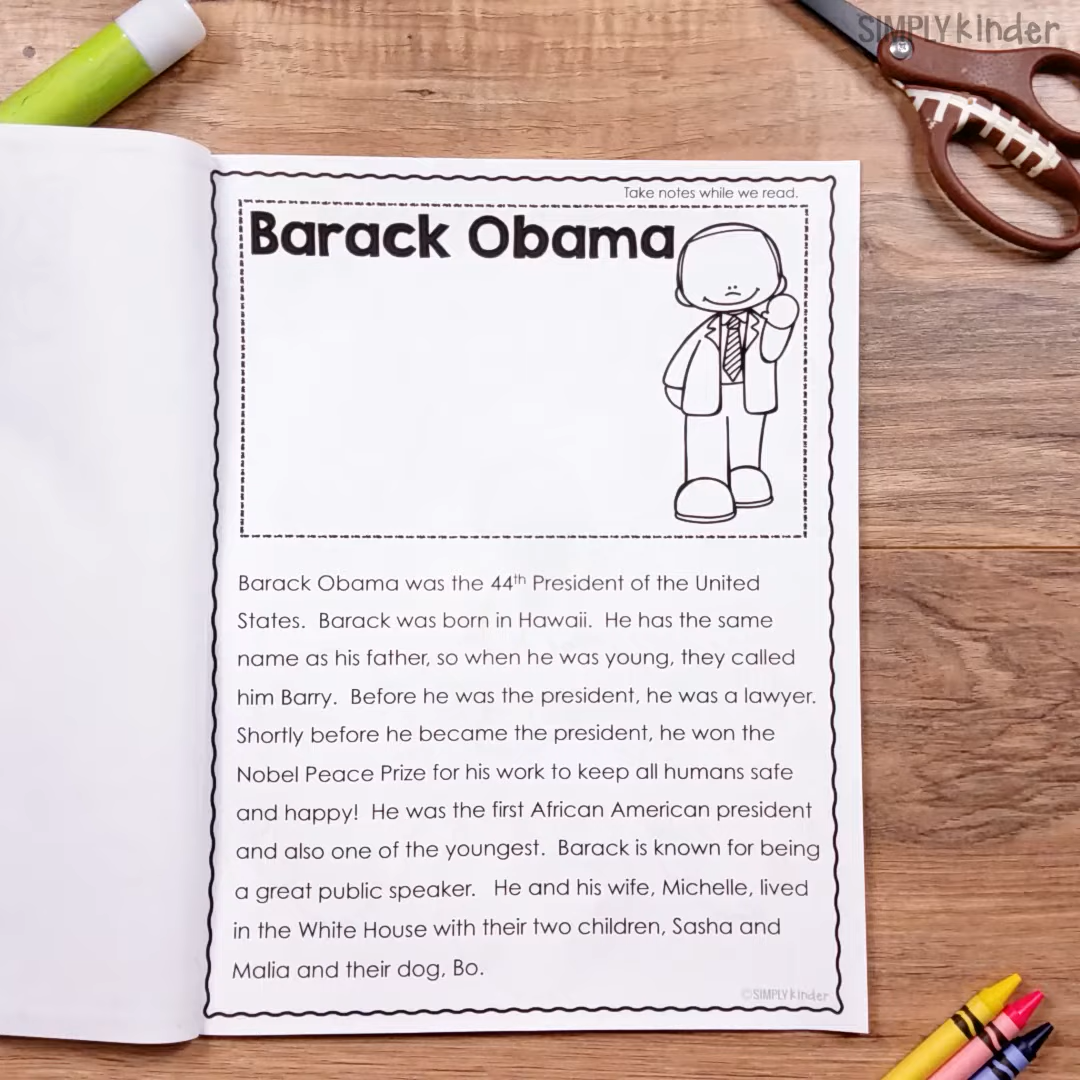 SIMPLY kinder
Take notes while we read.
Barack Obama
Barack Obama was the 44th President of the United
States. Barack was born in Hawaii. He has the same
name as his father, so when he was young, they called
him Barry. Before he was the president, he was a lawyer.
Shortly before he became the president, he won the
Nobel Peace Prize for his work to keep all humans safe
and happy! He was the first African American president
and also one of the youngest. Barack is known for being
a great public speaker. He and his wife, Michelle, lived
in the White House with their two children, Sasha and
Malia and their dog, Bo.
©SIMPLY kinder